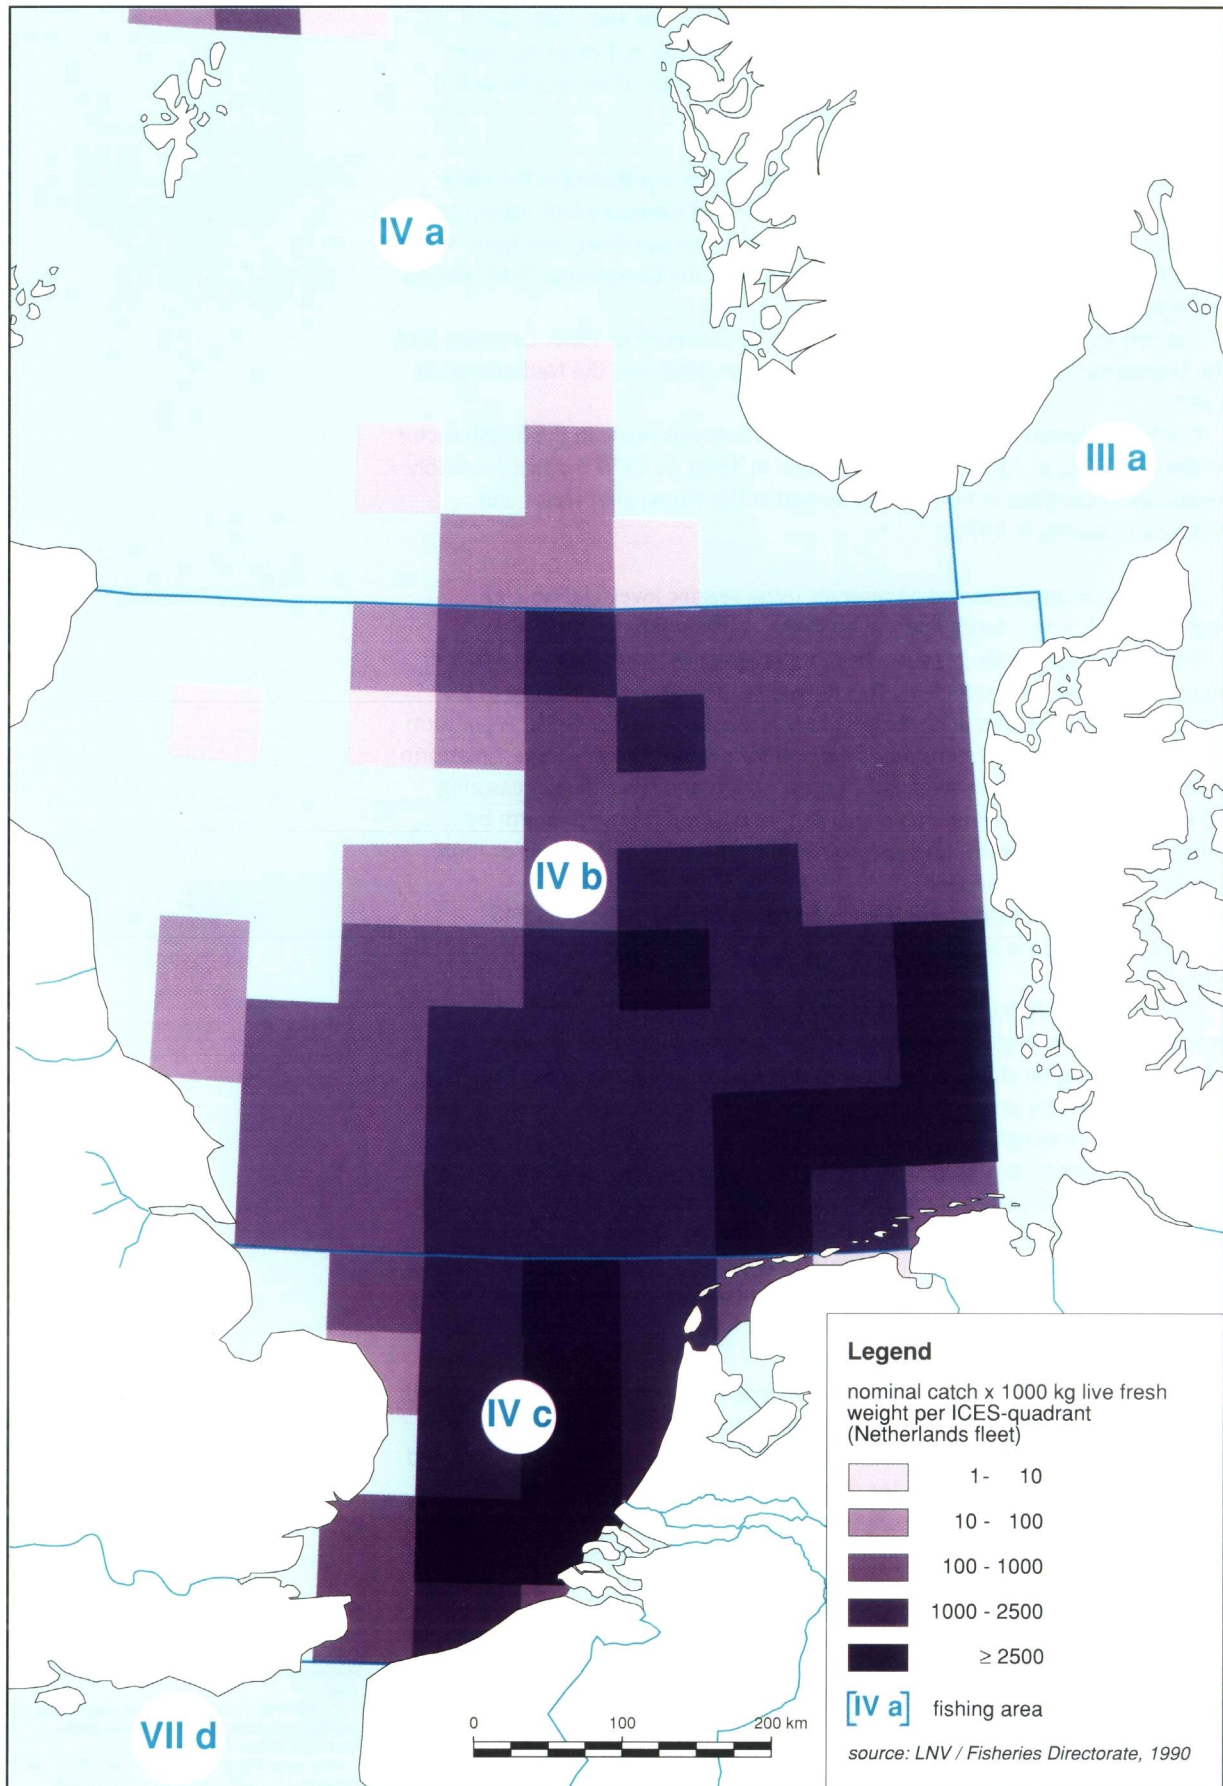 IV a
III a
IV b
IV c
VII d
0 100 200 km
Legend
nominal catch x 1000 kg live fresh
weight per ICES-quadrant
(Netherlands fleet)
1- 10
10 - 100
100 - 1000
1000 - 2500
≥ 2500
[IV a] fishing area
source: LNV / Fisheries Directorate, 1990